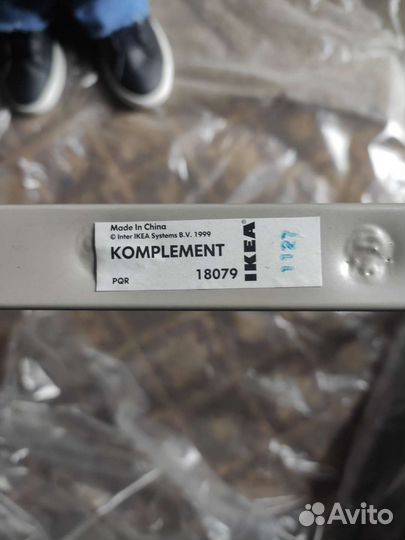 Made In China
© Inter IKEA Systems B.V. 1999
KOMPLEMENT
PQR 18079
IKEA
1127
Avito